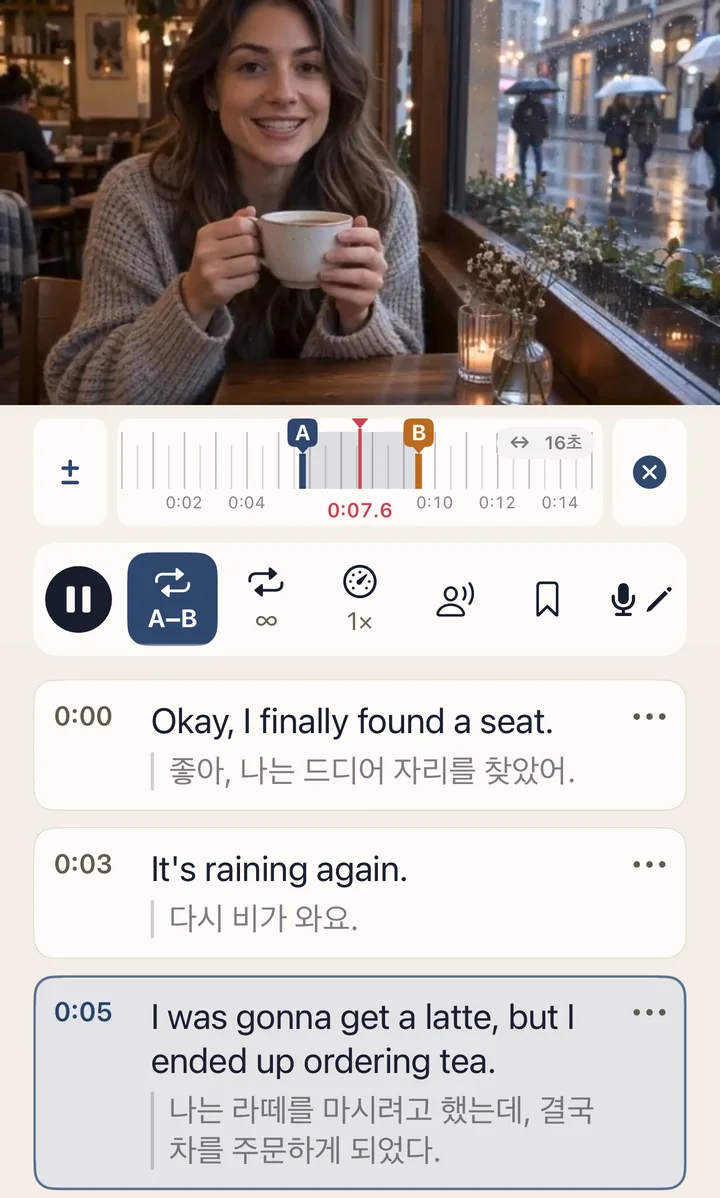 A
B
16초
0:02
0:04
0:07.6
0:10
0:12
0:14
A–B
∞
1×
0:00
Okay, I finally found a seat.
좋아, 나는 드디어 자리를 찾았어.
0:03
It's raining again.
다시 비가 와요.
0:05
I was gonna get a latte, but I
ended up ordering tea.
나는 라떼를 마시려고 했는데, 결국
차를 주문하게 되었다.